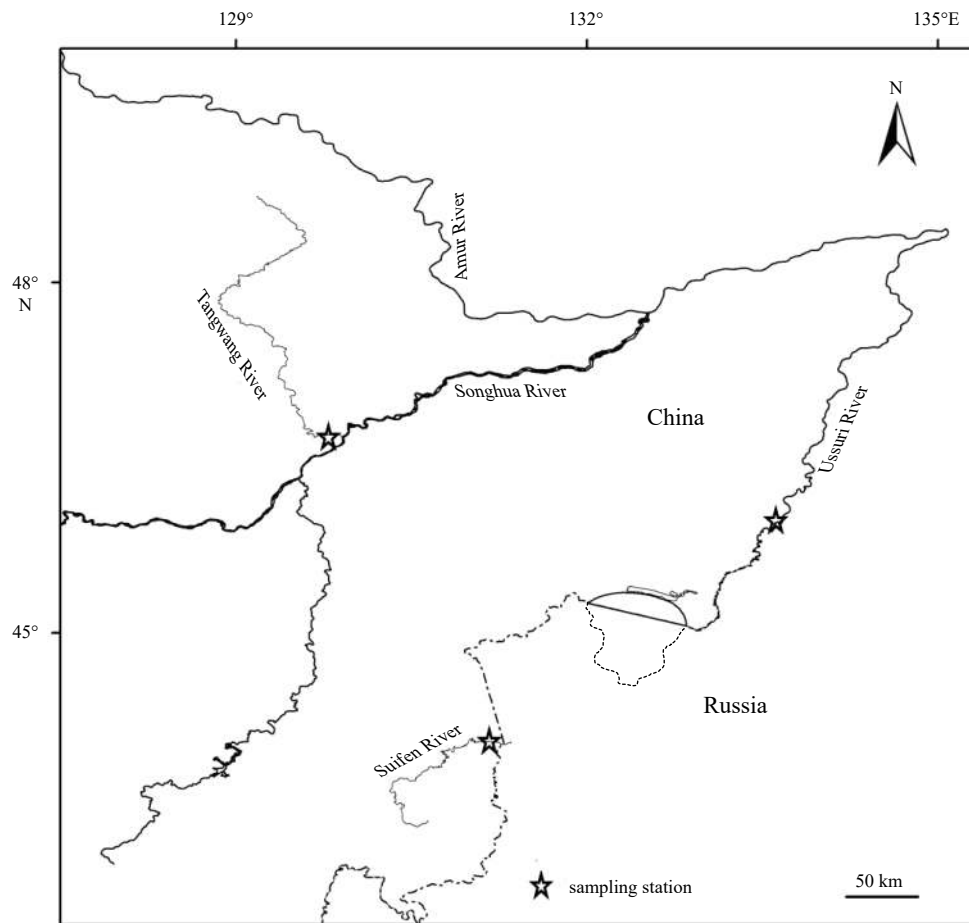 129°
132°
135°E
N
Amur River
48°
N
Tangwang River
Songhua River
China
Ussuri River
45°
Russia
Suifen River
sampling station
50 km